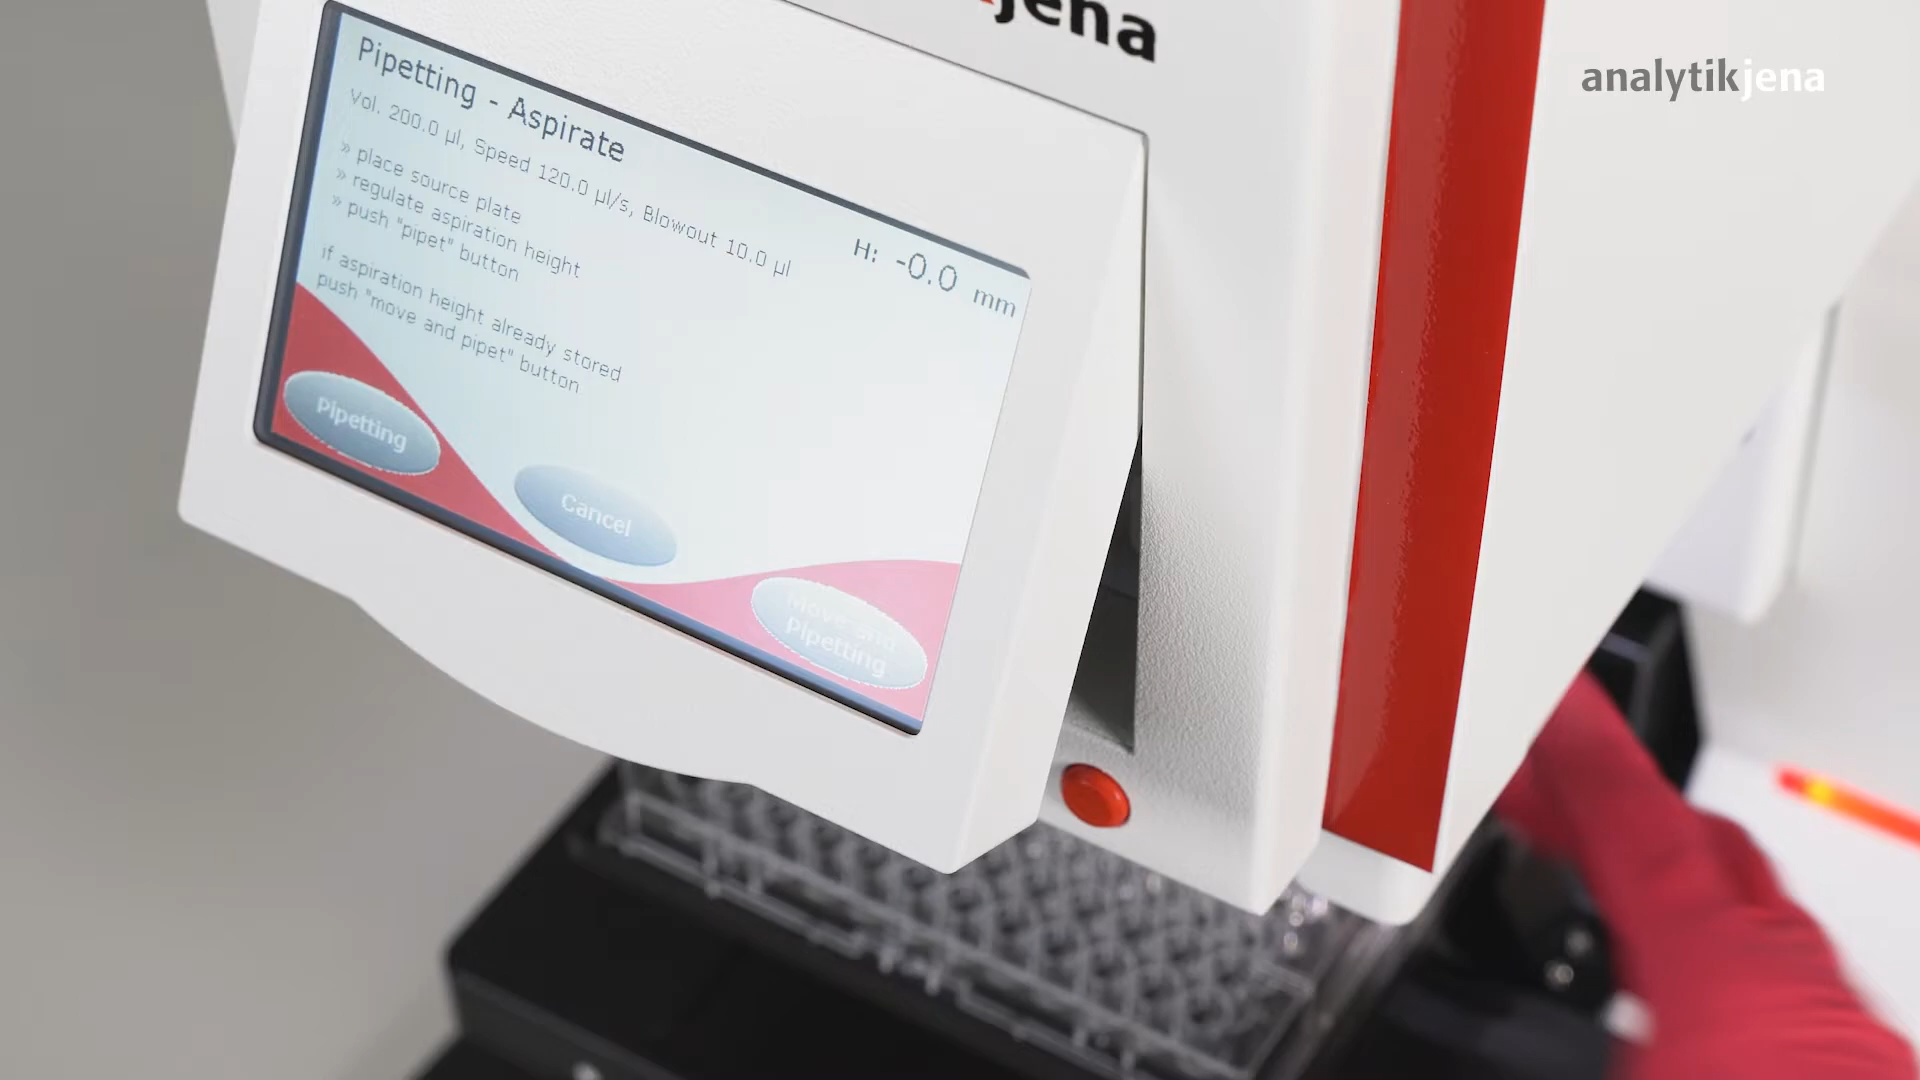 jena
analytikjena
Pipetting - Aspirate
Vol. 200.0 µl, Speed 120.0 µl/s, Blowout 10.0 µl
H: -0.0 mm
» place source plate
» regulate aspiration height
» push "pipet" button
if aspiration height already stored
push "move and pipet" button
Pipetting
Cancel
Move and
Pipetting